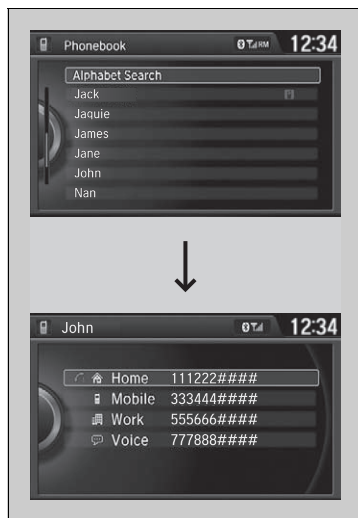 Phonebook RM 12:34
Alphabet Search
Jack
Jaquie
James
Jane
John
Nan
John 12:34
Home 111222####
Mobile 333444####
Work 555666####
Voice 777888####